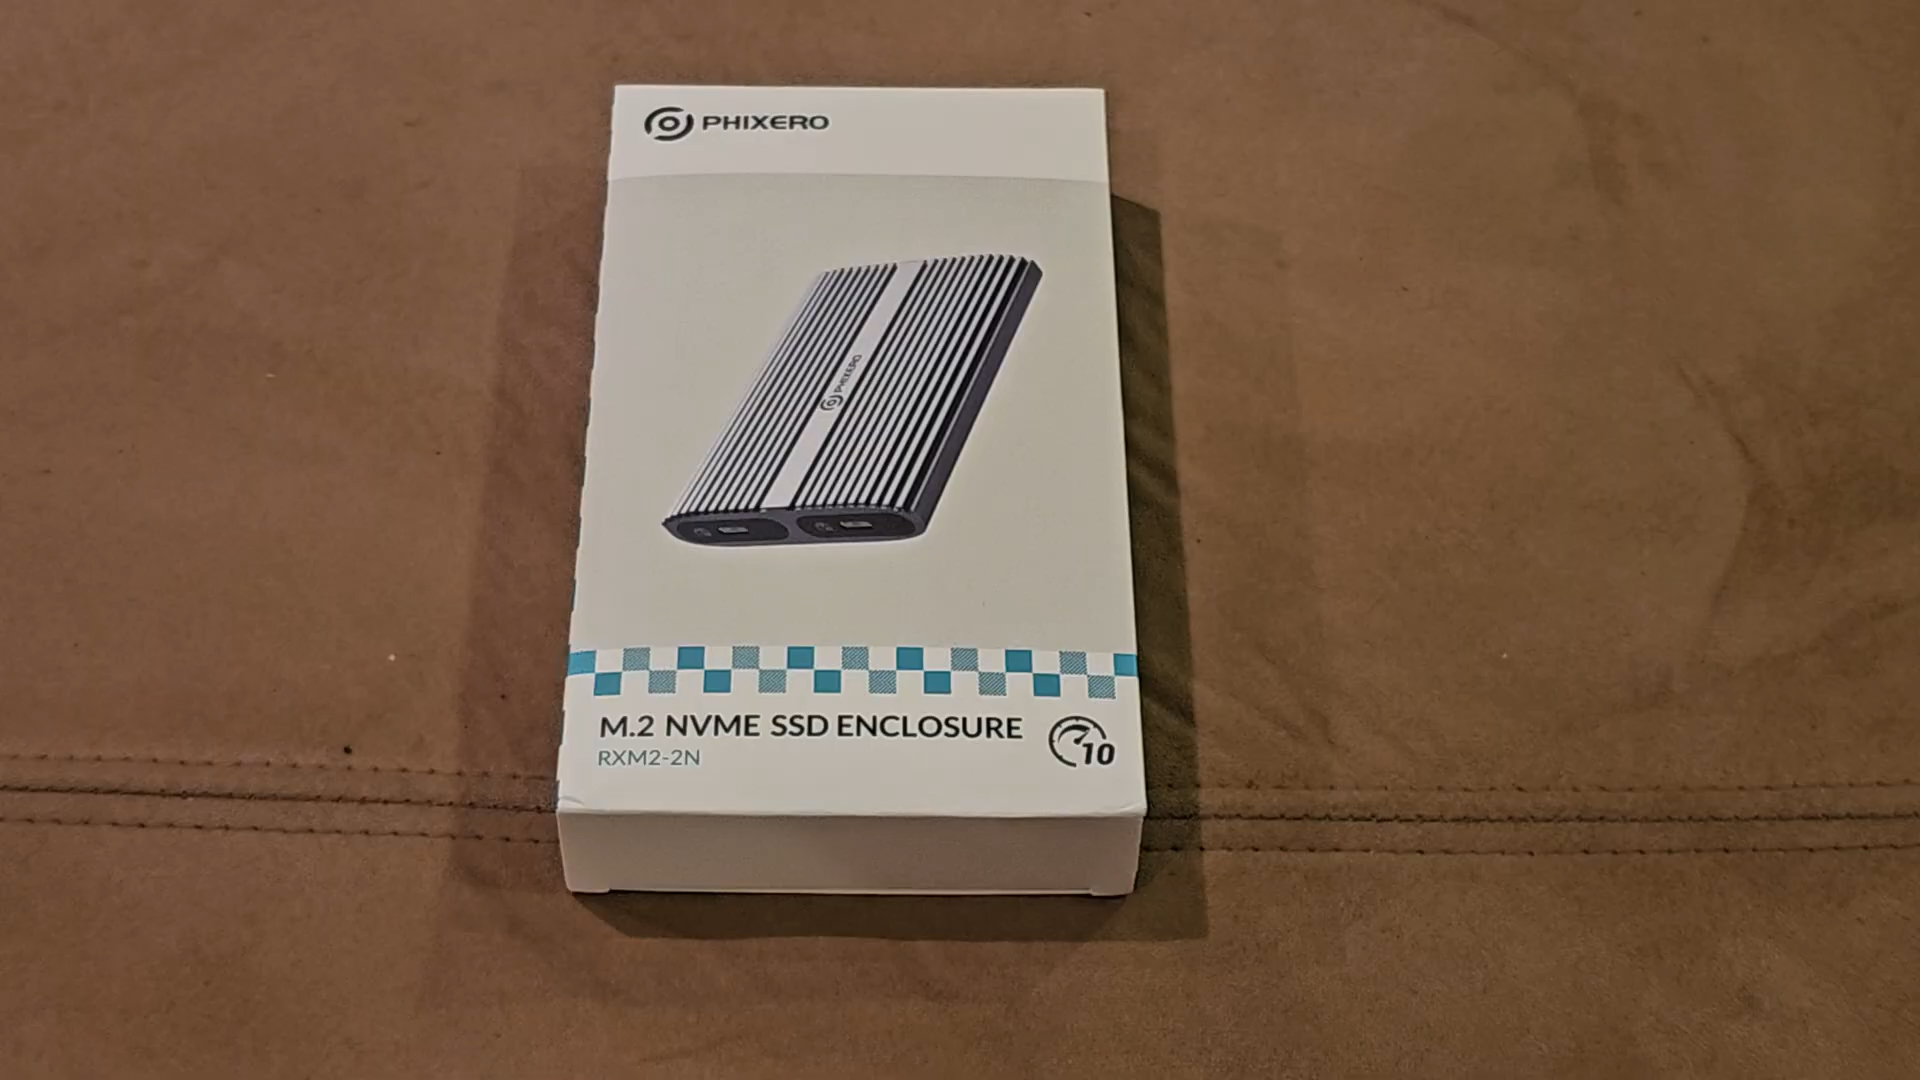 PHIXERO
PHIXERO
M.2 NVME SSD ENCLOSURE
RXM2-2N
10